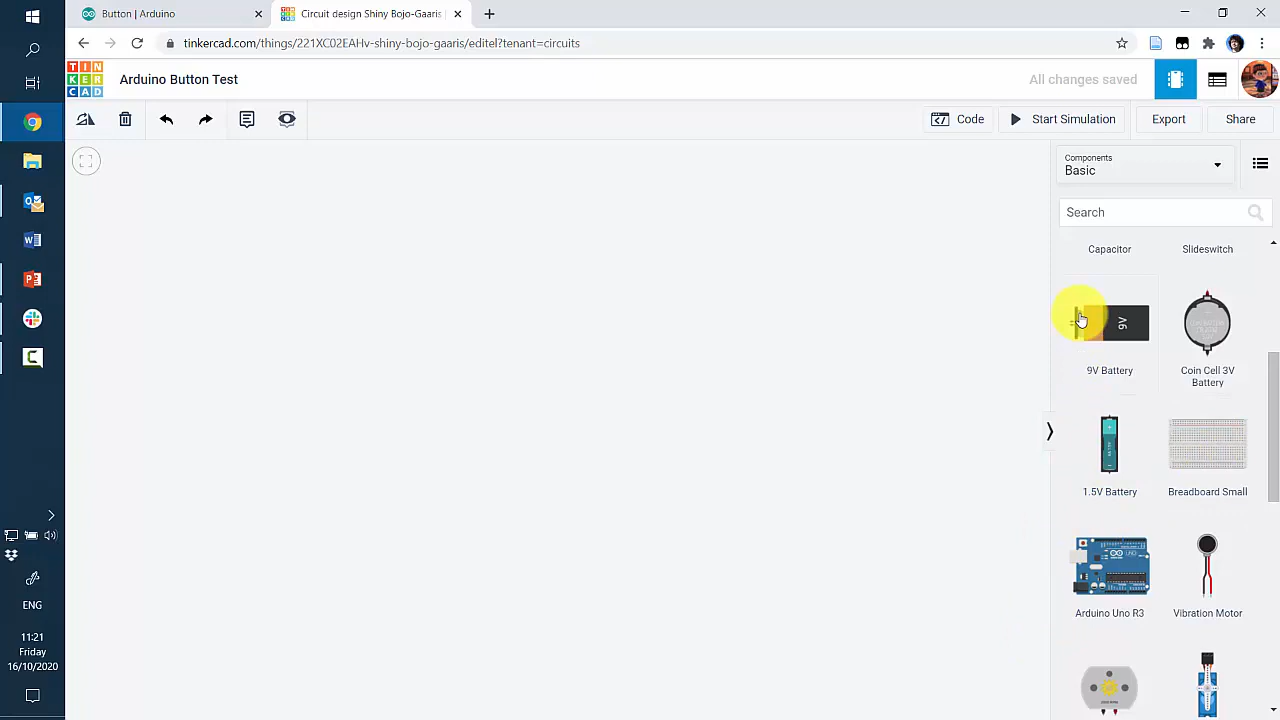 Button | Arduino
Circuit design Shiny Bojo-Gaaris
tinkercad.com/things/221XC02EAHv-shiny-bojo-gaaris/editel?tenant=circuits
TIN
KER
CAD
Arduino Button Test
All changes saved
Code
Start Simulation
Export
Share
Components
Basic
Search
Capacitor
Slideswitch
9V
9V Battery
Coin Cell 3V
Battery
1.5V Battery
Breadboard Small
UNO
Arduino Uno R3
Vibration Motor
ENG
11:21
Friday
16/10/2020